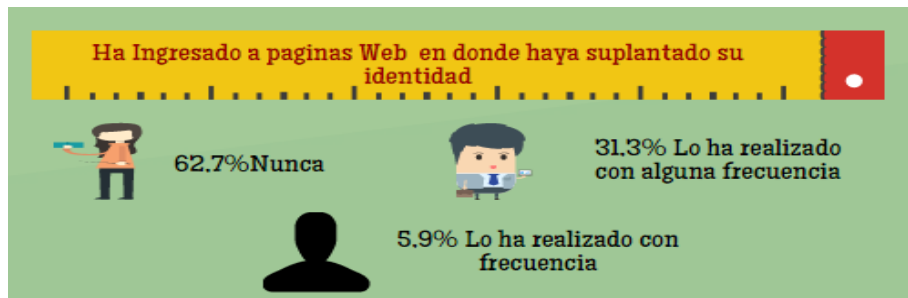 Ha Ingresado a paginas Web en donde haya suplantado su
identidad
62.7%Nunca
31.3% Lo ha realizado
con alguna frecuencia
5.9% Lo ha realizado con
frecuencia